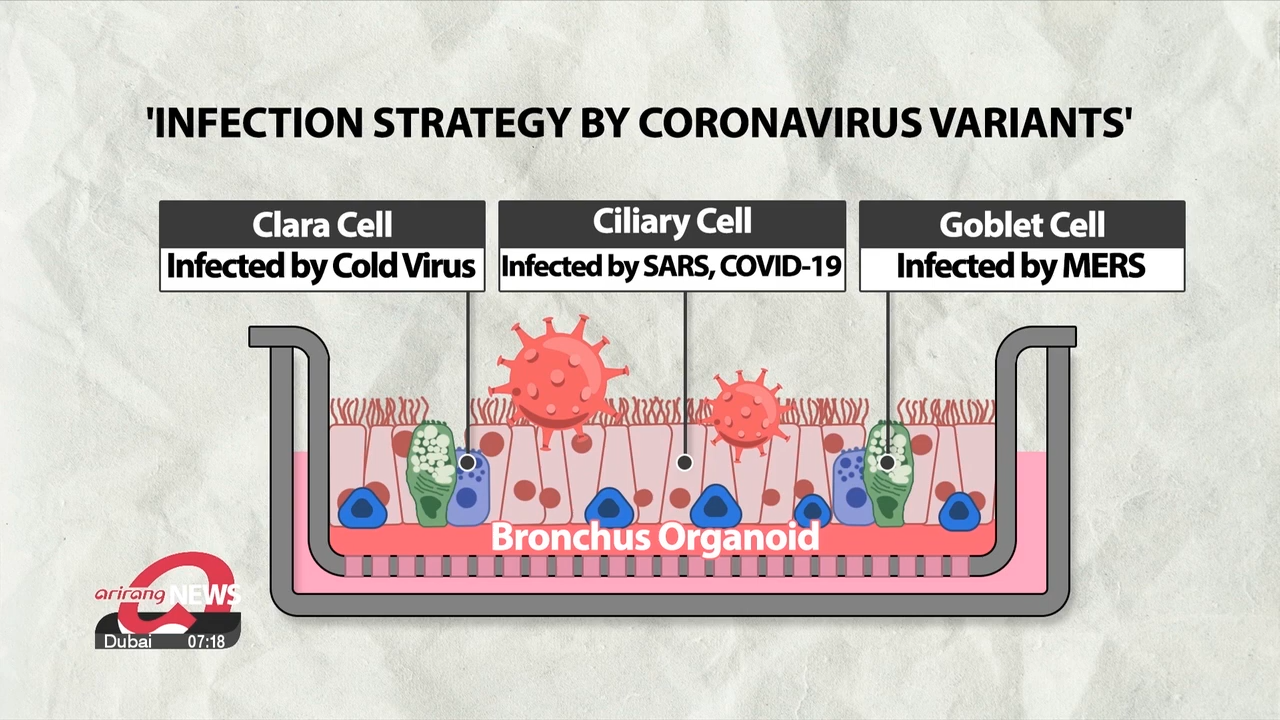 'INFECTION STRATEGY BY CORONAVIRUS VARIANTS'
Clara Cell
Infected by Cold Virus
Ciliary Cell
Infected by SARS, COVID-19
Goblet Cell
Infected by MERS
Bronchus Organoid
arirang NEWS
Dubai 07:18